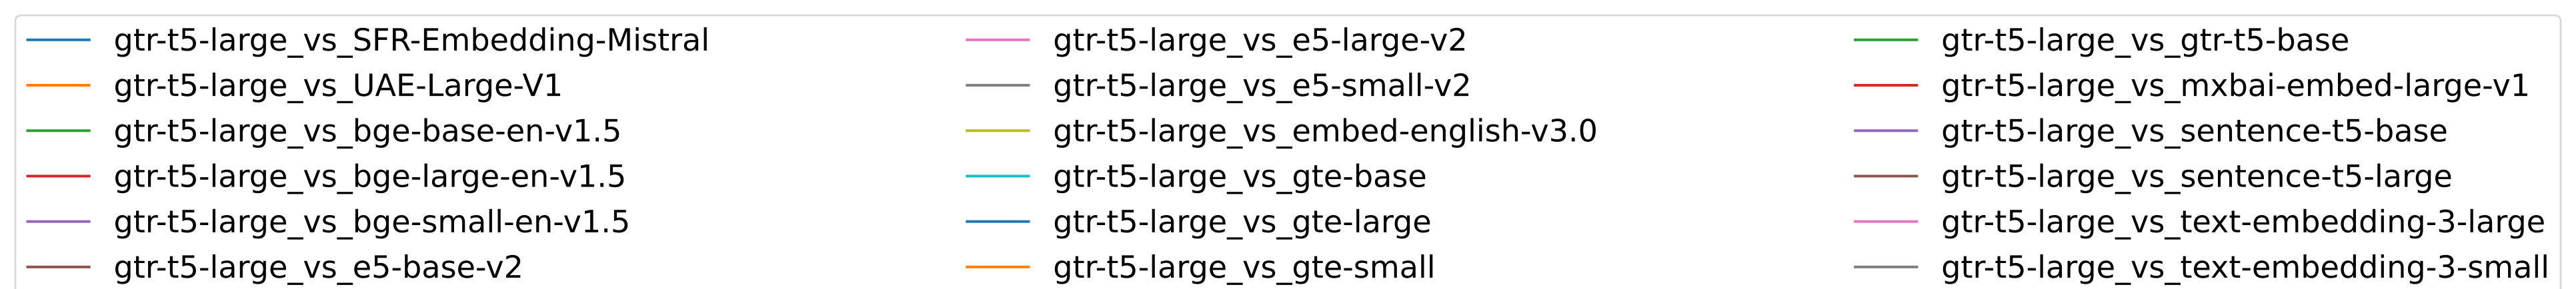 gtr-t5-large_vs_SFR-Embedding-Mistral
gtr-t5-large_vs_UAE-Large-V1
gtr-t5-large_vs_bge-base-en-v1.5
gtr-t5-large_vs_bge-large-en-v1.5
gtr-t5-large_vs_bge-small-en-v1.5
gtr-t5-large_vs_e5-base-v2
gtr-t5-large_vs_e5-large-v2
gtr-t5-large_vs_e5-small-v2
gtr-t5-large_vs_embed-english-v3.0
gtr-t5-large_vs_gte-base
gtr-t5-large_vs_gte-large
gtr-t5-large_vs_gte-small
gtr-t5-large_vs_gtr-t5-base
gtr-t5-large_vs_mxbai-embed-large-v1
gtr-t5-large_vs_sentence-t5-base
gtr-t5-large_vs_sentence-t5-large
gtr-t5-large_vs_text-embedding-3-large
gtr-t5-large_vs_text-embedding-3-small